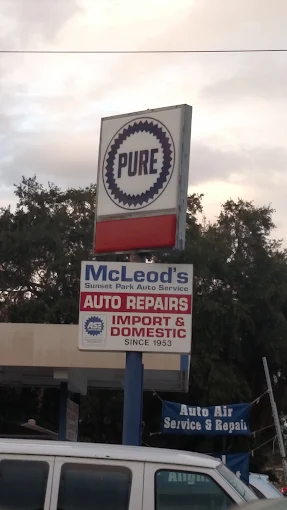 PURE
McLeod's
Sunset Park Auto Service
AUTO REPAIRS
ASE
IMPORT &
DOMESTIC
SINCE 1953
Auto Air
Service & Repair